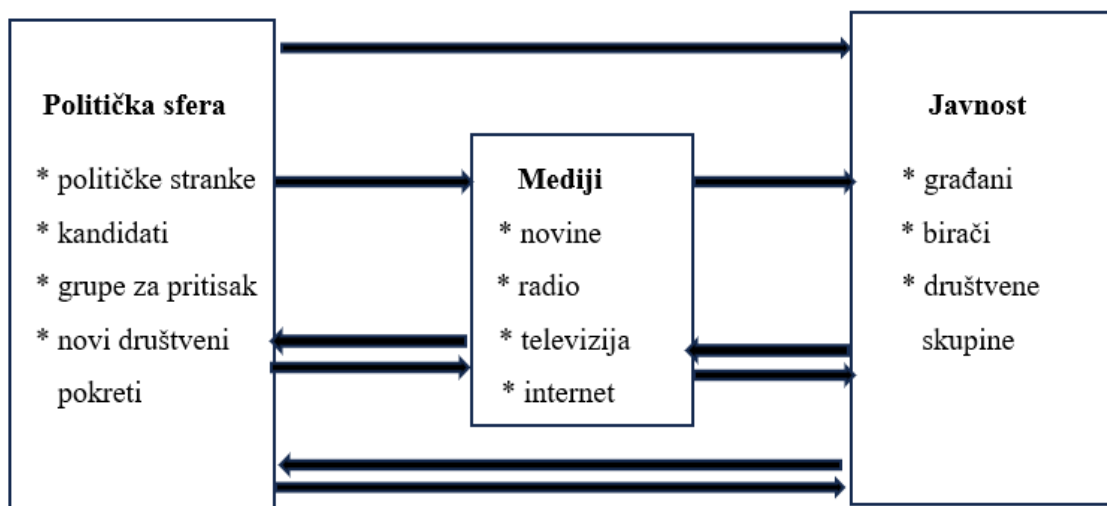 Politička sfera
* političke stranke
* kandidati
* grupe za pritisak
* novi društveni
pokreti
Mediji
* novine
* radio
* televizija
* internet
Javnost
* građani
* birači
* društvene
skupine